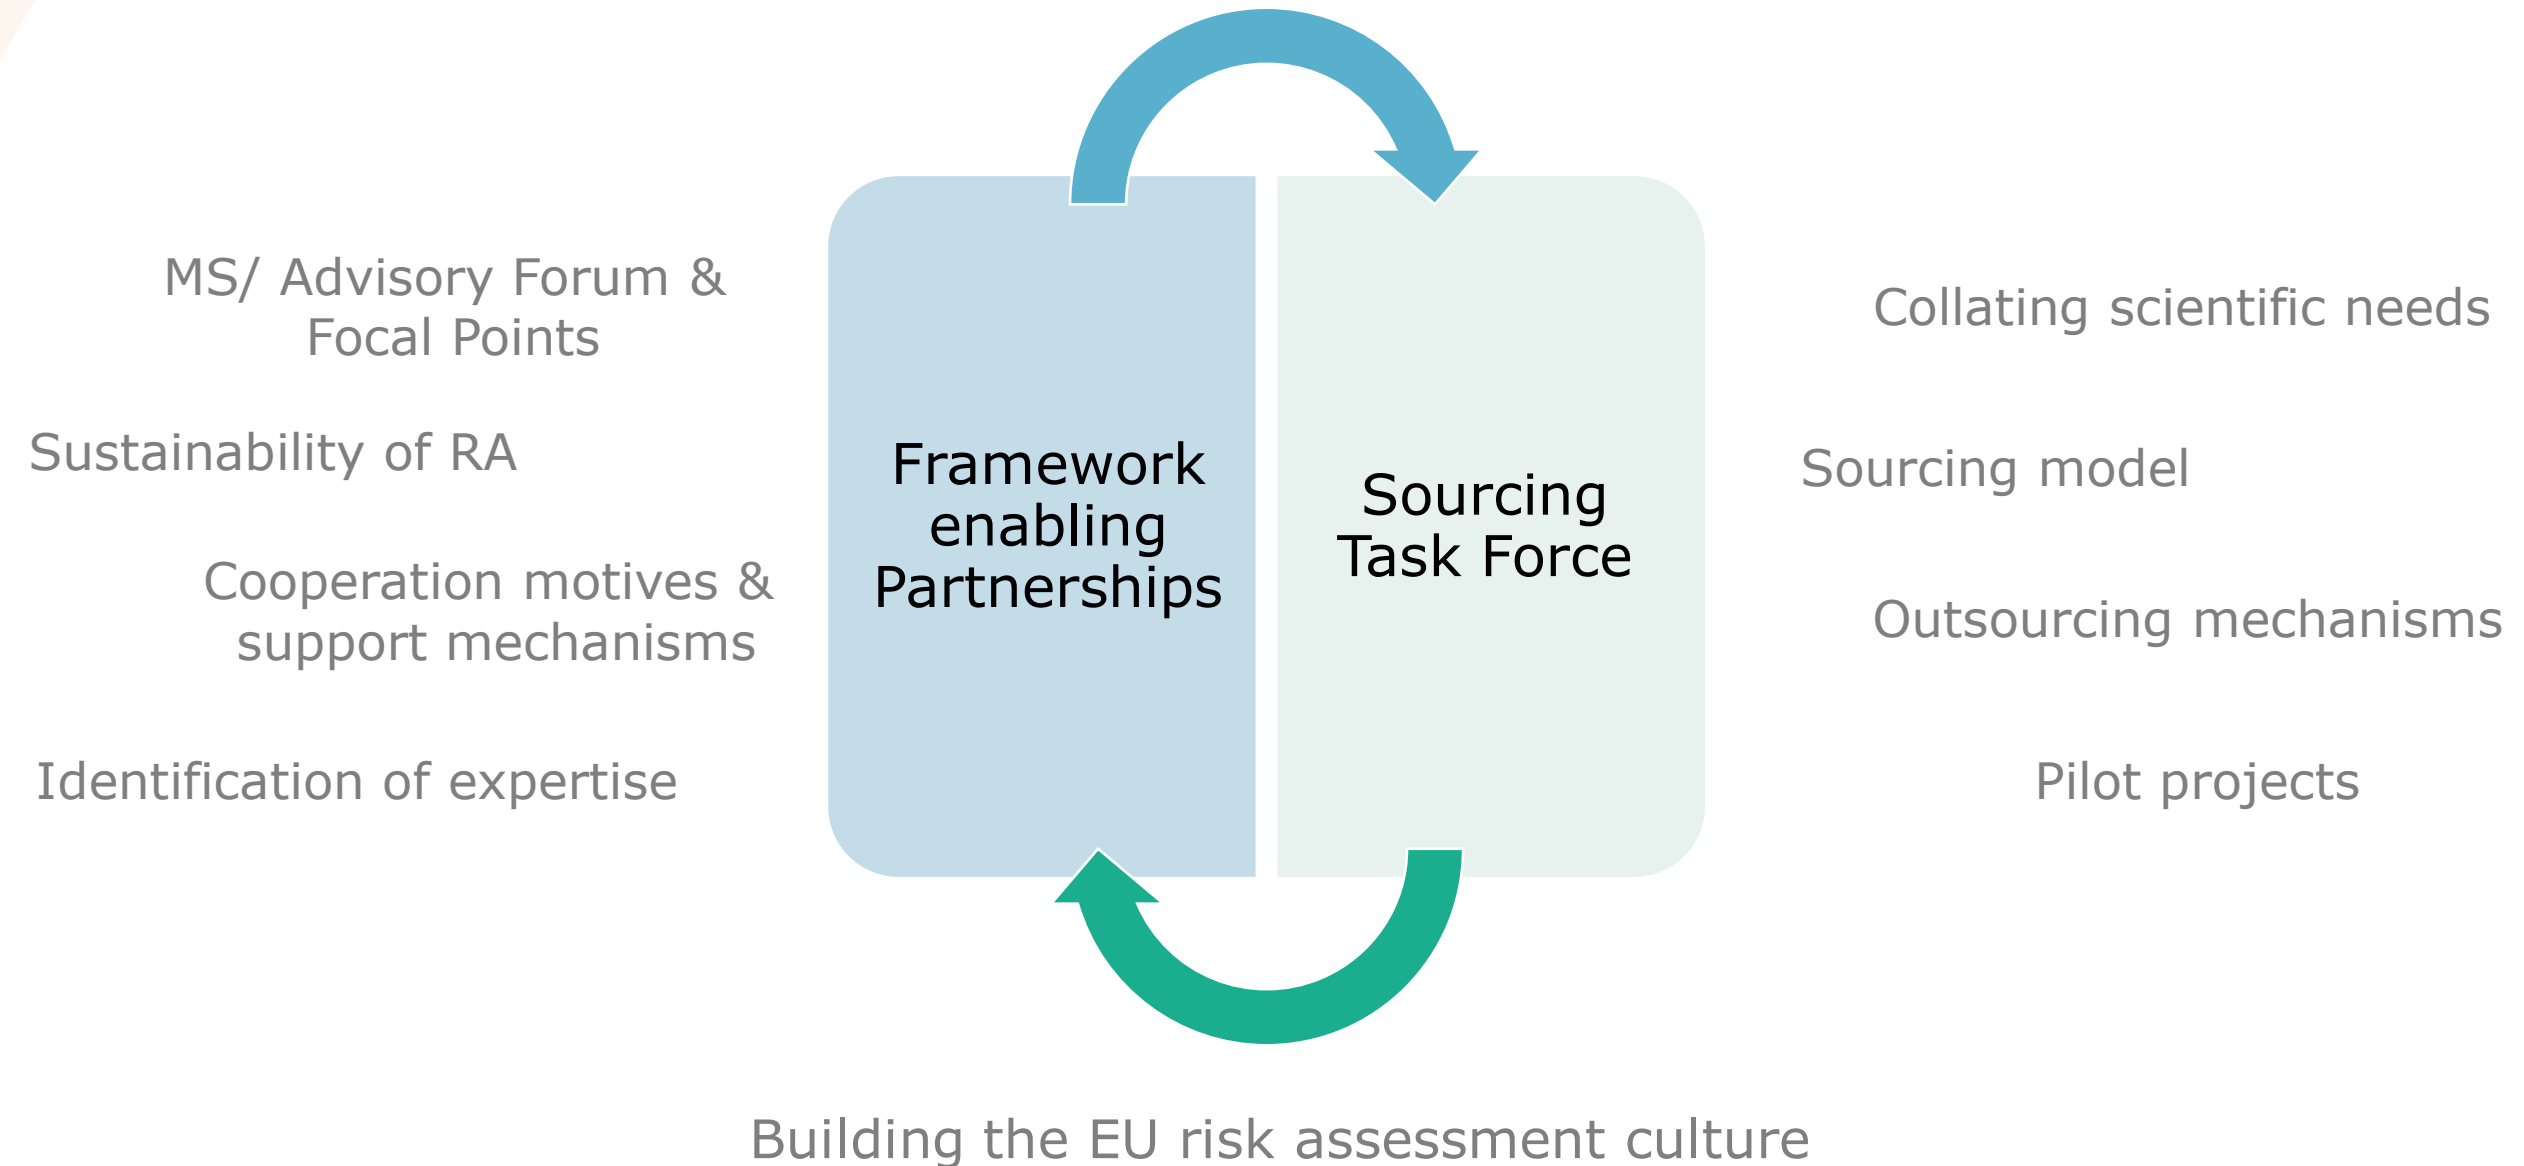 MS/ Advisory Forum &
Focal Points
Sustainability of RA
Cooperation motives &
support mechanisms
Identification of expertise
Framework
enabling
Partnerships
Sourcing
Task Force
Collating scientific needs
Sourcing model
Outsourcing mechanisms
Pilot projects
Building the EU risk assessment culture